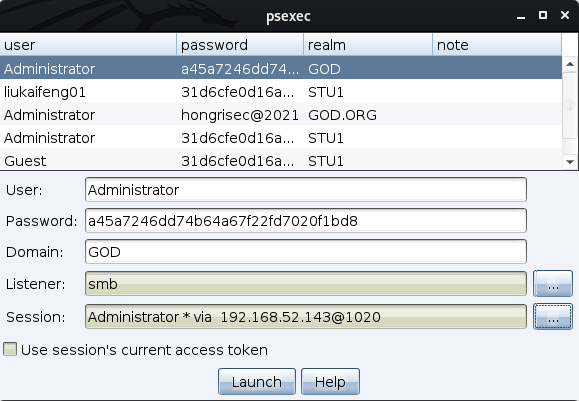 psexec
user password realm note
Administrator a45a7246dd74... GOD
liukaifeng01 31d6cfe0d16a... STU1
Administrator hongrisec@2021 GOD.ORG
Administrator 31d6cfe0d16a... STU1
Guest 31d6cfe0d16a... STU1
User: Administrator
Password: a45a7246dd74b64a67f22fd7020f1bd8
Domain: GOD
Listener: smb ...
Session: Administrator * via 192.168.52.143@1020 ...
Use session's current access token
Launch Help